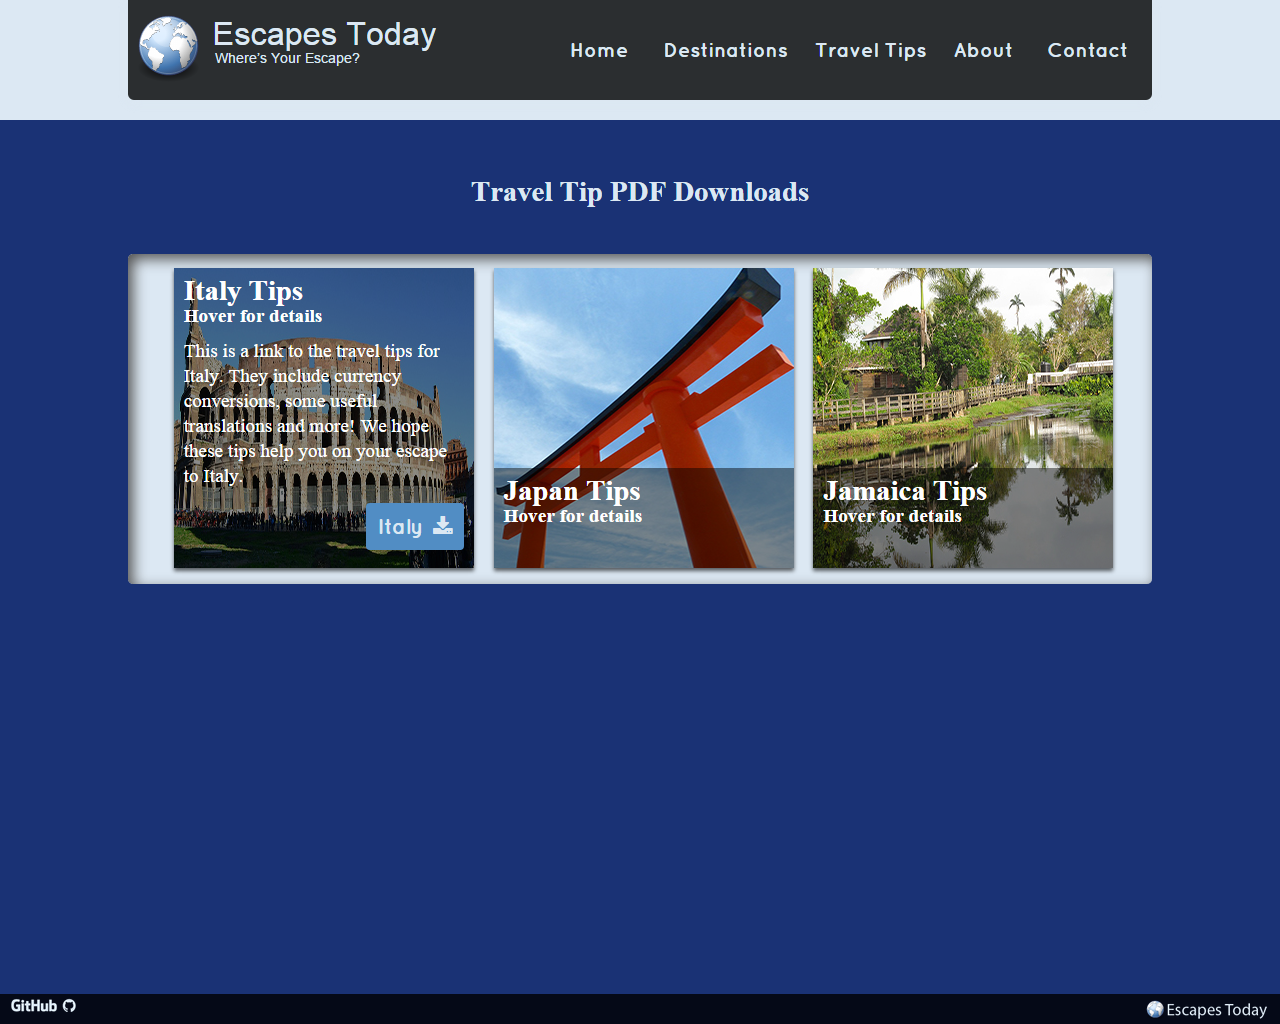 Escapes Today
Where's Your Escape?
Home Destinations Travel Tips About Contact
Travel Tip PDF Downloads
Italy Tips
Hover for details
This is a link to the travel tips for
Italy. They include currency
conversions, some useful
translations and more! We hope
these tips help you on your escape
to Italy.
Italy
Japan Tips
Hover for details
Jamaica Tips
Hover for details
GitHub
Escapes Today